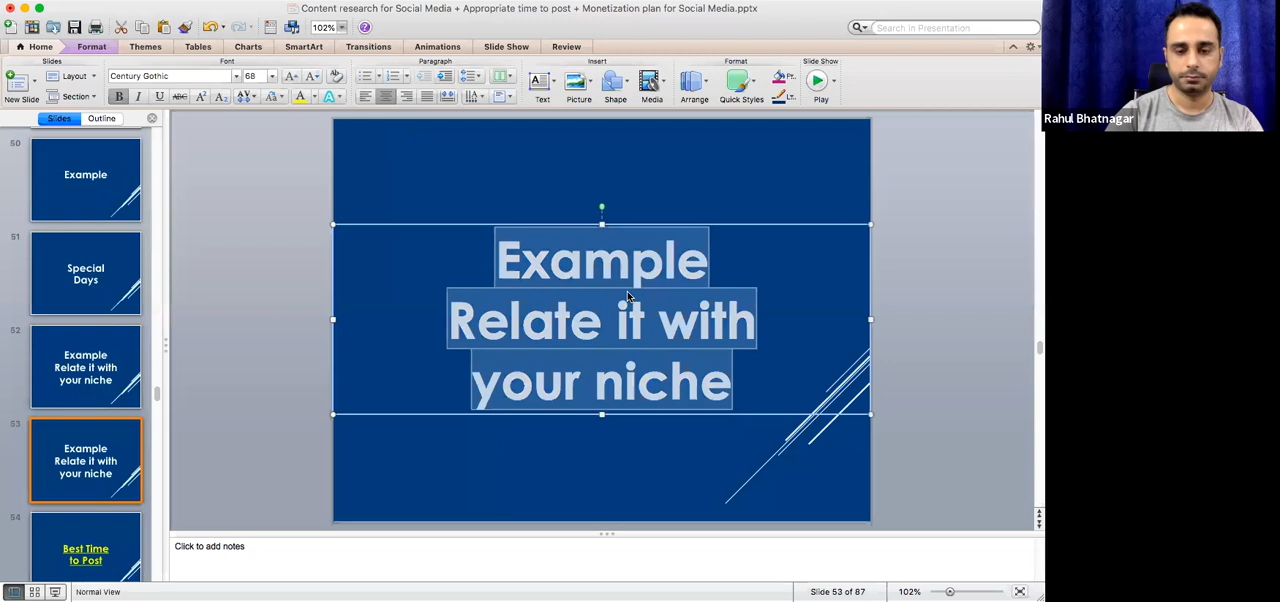 Content research for Social Media + Appropriate time to post + Monetization plan for Social Media.pptx
102%
Search in Presentation
Home
Format
Themes
Tables
Charts
SmartArt
Transitions
Animations
Slide Show
Review
Slides
Font
Paragraph
Insert
Format
Slide Show
New Slide
Layout
Section
Century Gothic
68
B
I
U
ABC
Text
Picture
Shape
Media
Arrange
Quick Styles
Play
Rahul Bhatnagar
Slides
Outline
50
Example
51
Special
Days
52
Example
Relate it with
your niche
53
Example
Relate it with
your niche
54
Best Time
to Post
Example
Relate it with
your niche
Click to add notes
Normal View
Slide 53 of 87
102%